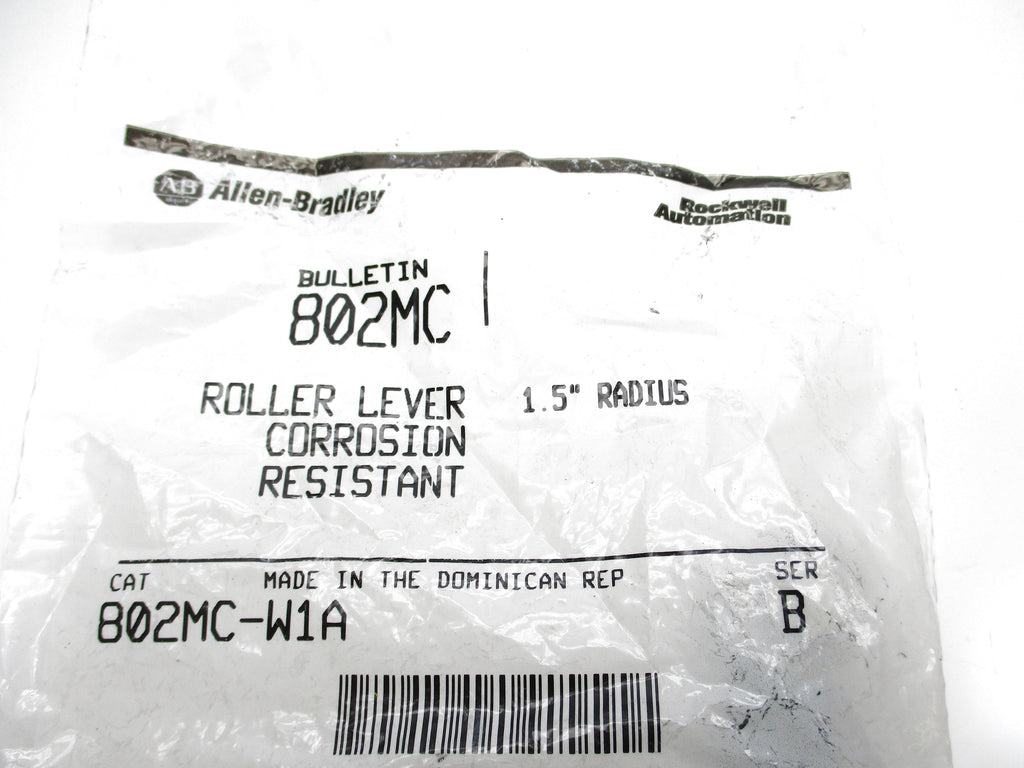 AB Allen-Bradley
Rockwell
Automation
BULLETIN
802MC
ROLLER LEVER 1.5" RADIUS
CORROSION
RESISTANT
CAT MADE IN THE DOMINICAN REP SER
802MC-W1A B